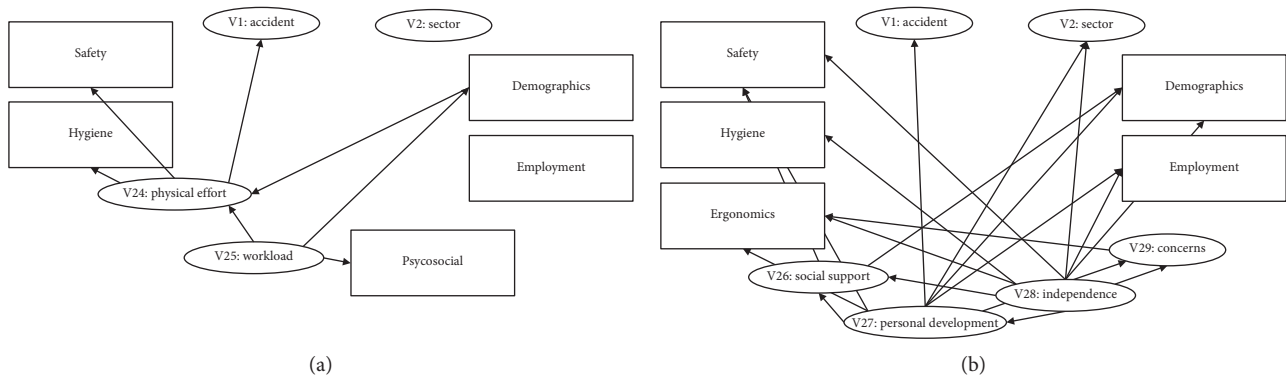 V1: accident
V2: sector
Safety
Demographics
Hygiene
Employment
V24: physical effort
V25: workload
Psycosocial
(a)
V1: accident
V2: sector
Safety
Demographics
Hygiene
Employment
Ergonomics
V29: concerns
V26: social support
V28: independence
V27: personal development
(b)